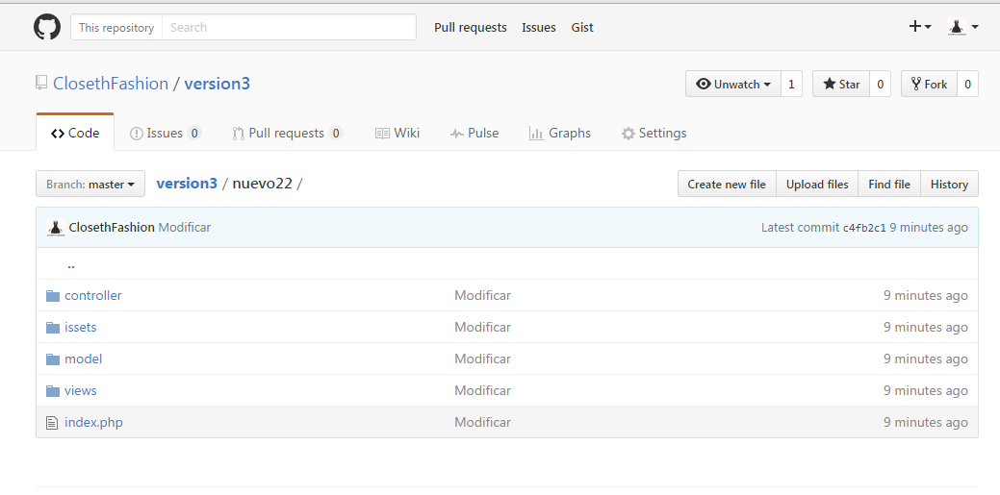 This repository Search Pull requests Issues Gist
ClosethFashion / version3 Unwatch 1 Star 0 Fork 0
Code Issues 0 Pull requests 0 Wiki Pulse Graphs Settings
Branch: master version3 / nuevo22 / Create new file Upload files Find file History
ClosethFashion Modificar Latest commit c4fb2c1 9 minutes ago
..
controller Modificar 9 minutes ago
issets Modificar 9 minutes ago
model Modificar 9 minutes ago
views Modificar 9 minutes ago
index.php Modificar 9 minutes ago